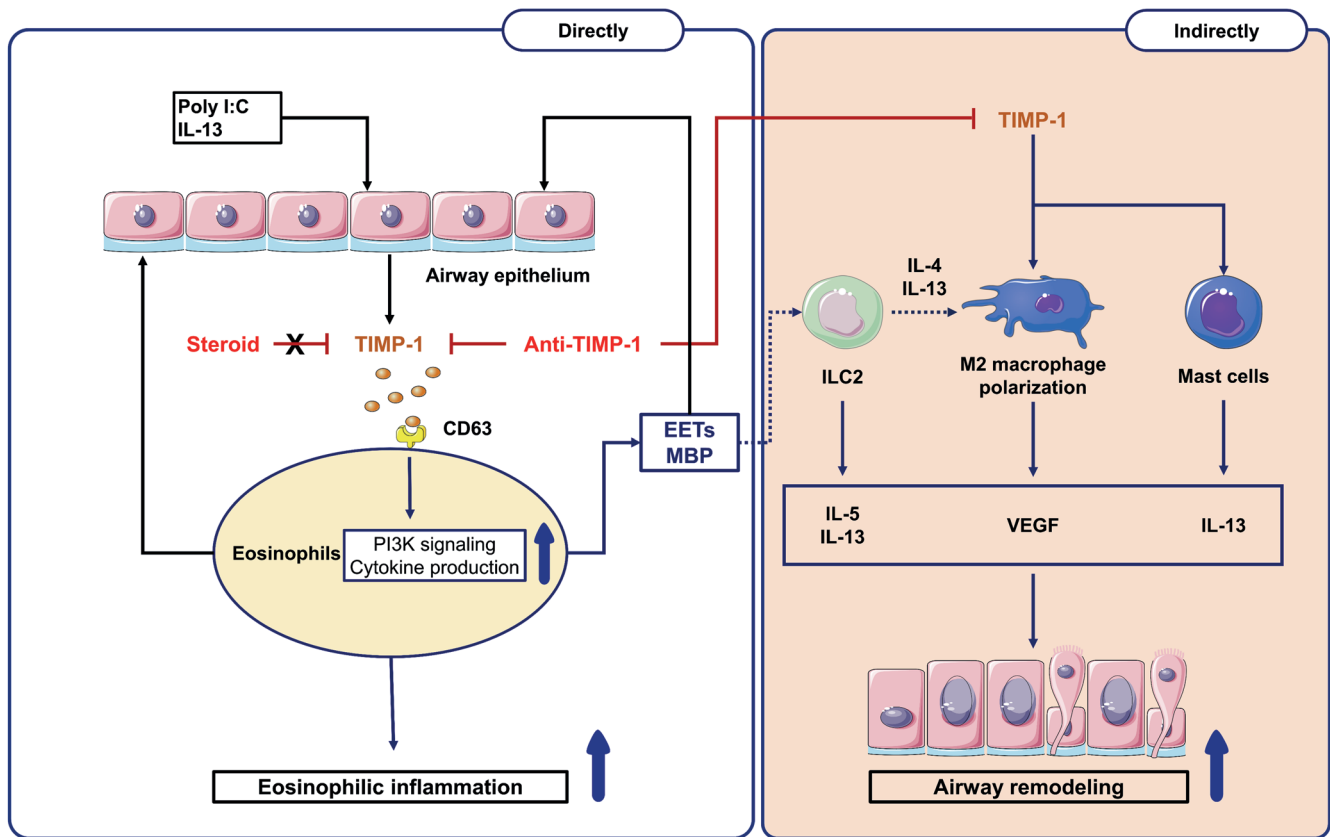 Directly
Poly I:C
IL-13
Airway epithelium
Steroid
X
TIMP-1
Anti-TIMP-1
CD63
EETs
MBP
Eosinophils
PI3K signaling
Cytokine production
Eosinophilic inflammation
Indirectly
TIMP-1
IL-4
IL-13
ILC2
M2 macrophage
polarization
Mast cells
IL-5
IL-13
VEGF
IL-13
Airway remodeling